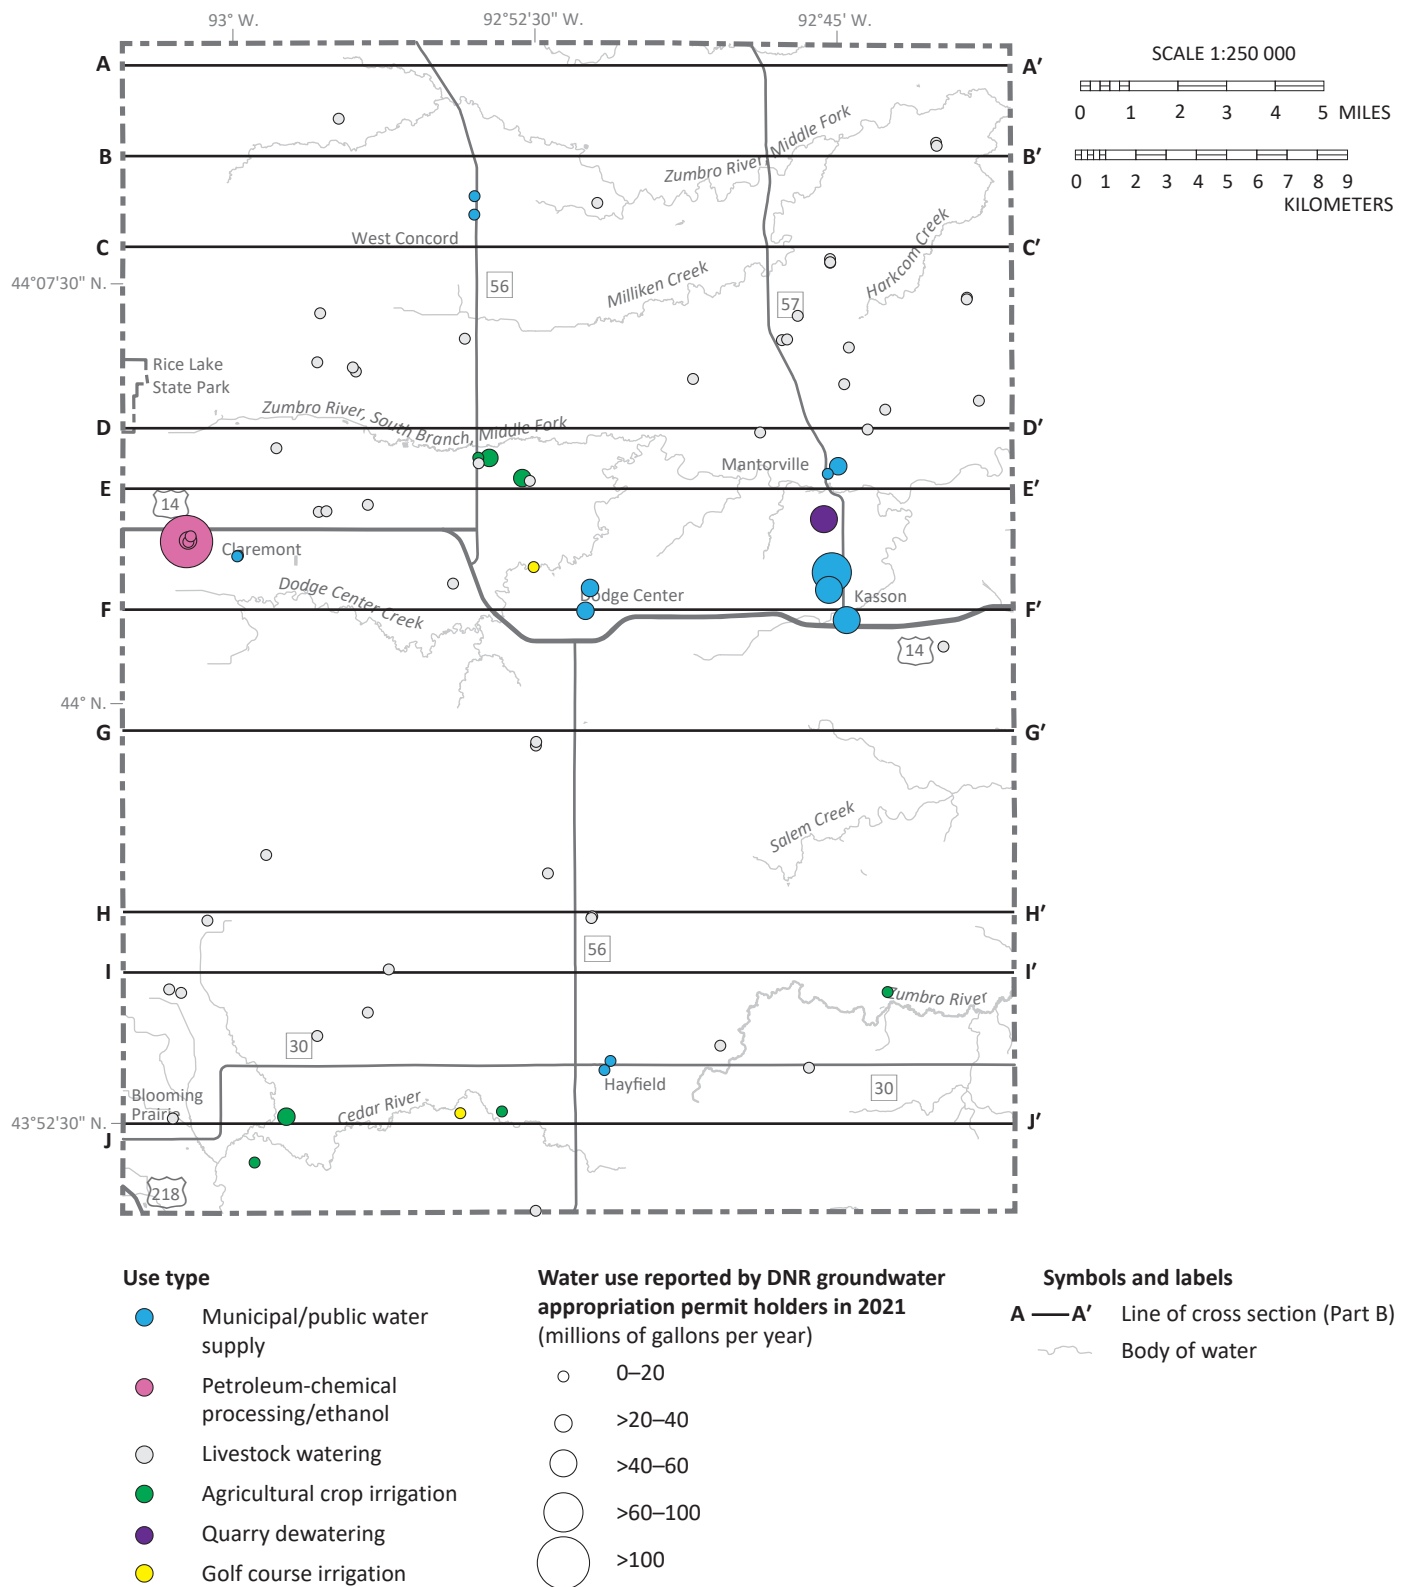 93° W.
92°52'30" W.
92°45' W.
SCALE 1:250 000
0 1 2 3 4 5 MILES
0 1 2 3 4 5 6 7 8 9
KILOMETERS
A A′
Zumbro River, Middle Fork
B B′
West Concord
C C′
Harkcom Creek
Milliken Creek
44°07'30" N.
56
57
Rice Lake
State Park
Zumbro River, South Branch, Middle Fork
D D′
Mantorville
E E′
14
Claremont
Dodge Center Creek
Dodge Center
Kasson
F F′
14
44° N.
G G′
Salem Creek
H H′
56
I I′
Zumbro River
30
Hayfield
30
Blooming
Prairie
Cedar River
43°52'30" N.
J J′
218
Use type
Municipal/public water
supply
Petroleum-chemical
processing/ethanol
Livestock watering
Agricultural crop irrigation
Quarry dewatering
Golf course irrigation
Water use reported by DNR groundwater
appropriation permit holders in 2021
(millions of gallons per year)
0–20
>20–40
>40–60
>60–100
>100
Symbols and labels
A A′ Line of cross section (Part B)
Body of water